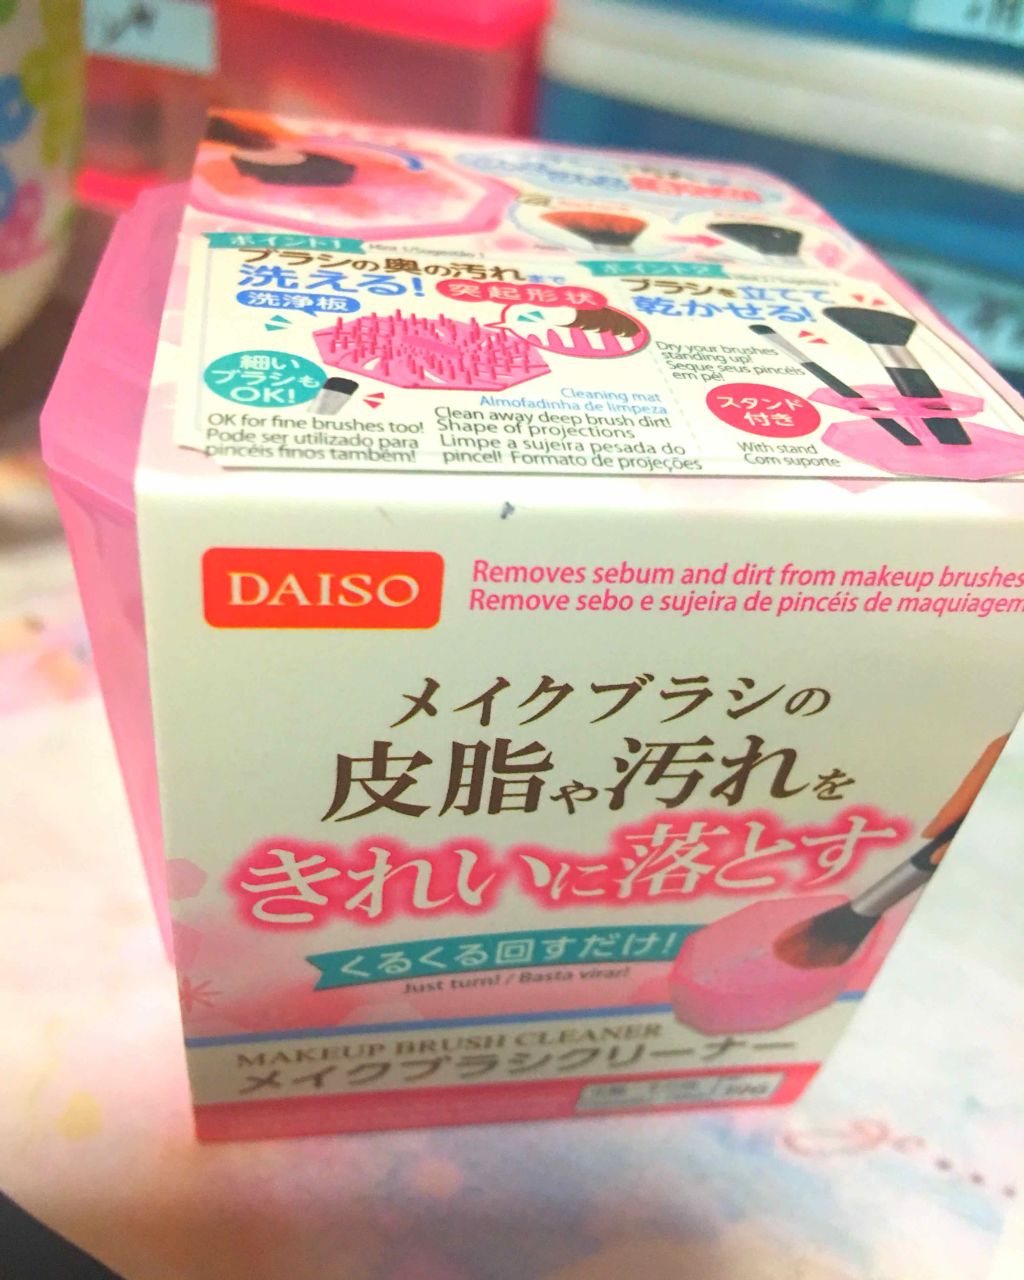 ポイント1
ブラシの奥の汚れまで
洗える!
洗浄板
突起形状
細い
ブラシも
OK!
OK for fine brushes too!
Pode ser utilizado para
pincéis finos também!
Cleaning mat
Almofadinha de limpeza
Clean away deep brush dirt!
Shape of projections
Limpe a sujeira pesada do
pincel! Formato de projeções
ポイント2
ブラシを立てて
乾かせる!
Dry your brushes
standing up!
Seque seus pincéis
em pé!
スタンド
付き
With stand
Com suporte
DAISO
Removes sebum and dirt from makeup brushes
Remove sebo e sujeira de pincéis de maquiagem
メイクブラシの
皮脂や汚れを
きれいに落とす
くるくる回すだけ!
Just turn! / Basta virar!
MAKEUP BRUSH CLEANER
メイクブラシクリーナー